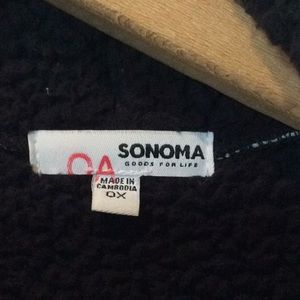 SONOMA
GOODS FOR LIFE
QA
MADE IN
CAMBODIA
0X